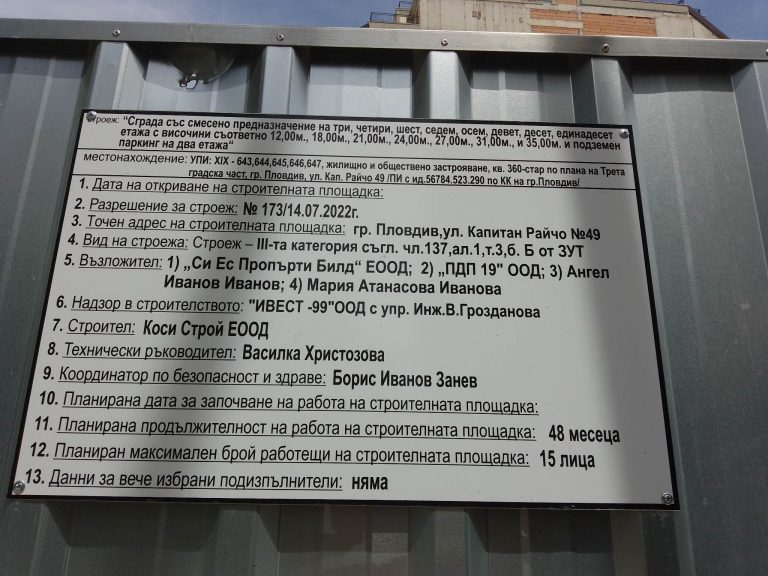 строеж: "Сграда със смесено предназначение на три, четири, шест, седем, осем, девет, десет, единадесет
етажа с височини съответно 12,00м., 18,00м., 21,00м., 24,00м., 27,00м., 31,00м., и 35,00м. и подземен
паркинг на два етажа"
местонахождение: УПИ: XIX - 643,644,645,646,647, жилищно и обществено застрояване, кв. 360-стар по плана на Трета
градска част, гр. Пловдив, ул. Кап. Райчо 49 /ПИ с ид.56784.523.290 по КК на гр.Пловдив/
1. Дата на откриване на строителната площадка:
2. Разрешение за строеж: № 173/14.07.2022г.
3. Точен адрес на строителната площадка: гр. Пловдив,ул. Капитан Райчо №49
4. Вид на строежа: Строеж – III-та категория съгл. чл.137,ал.1,т.3,б. Б от ЗУТ
5. Възложител: 1) „Си Ес Пропърти Билд" ЕООД; 2) „ПДП 19" ООД; 3) Ангел
Иванов Иванов; 4) Мария Атанасова Иванова
6. Надзор в строителството: "ИВЕСТ -99"ООД с упр. Инж.В.Грозданова
7. Строител: Коси Строй ЕООД
8. Технически ръководител: Василка Христозова
9. Координатор по безопасност и здраве: Борис Иванов Занев
10. Планирана дата за започване на работа на строителната площадка:
11. Планирана продължителност на работа на строителната площадка: 48 месеца
12. Планиран максимален брой работещи на строителната площадка: 15 лица
13. Данни за вече избрани подизпълнители: няма